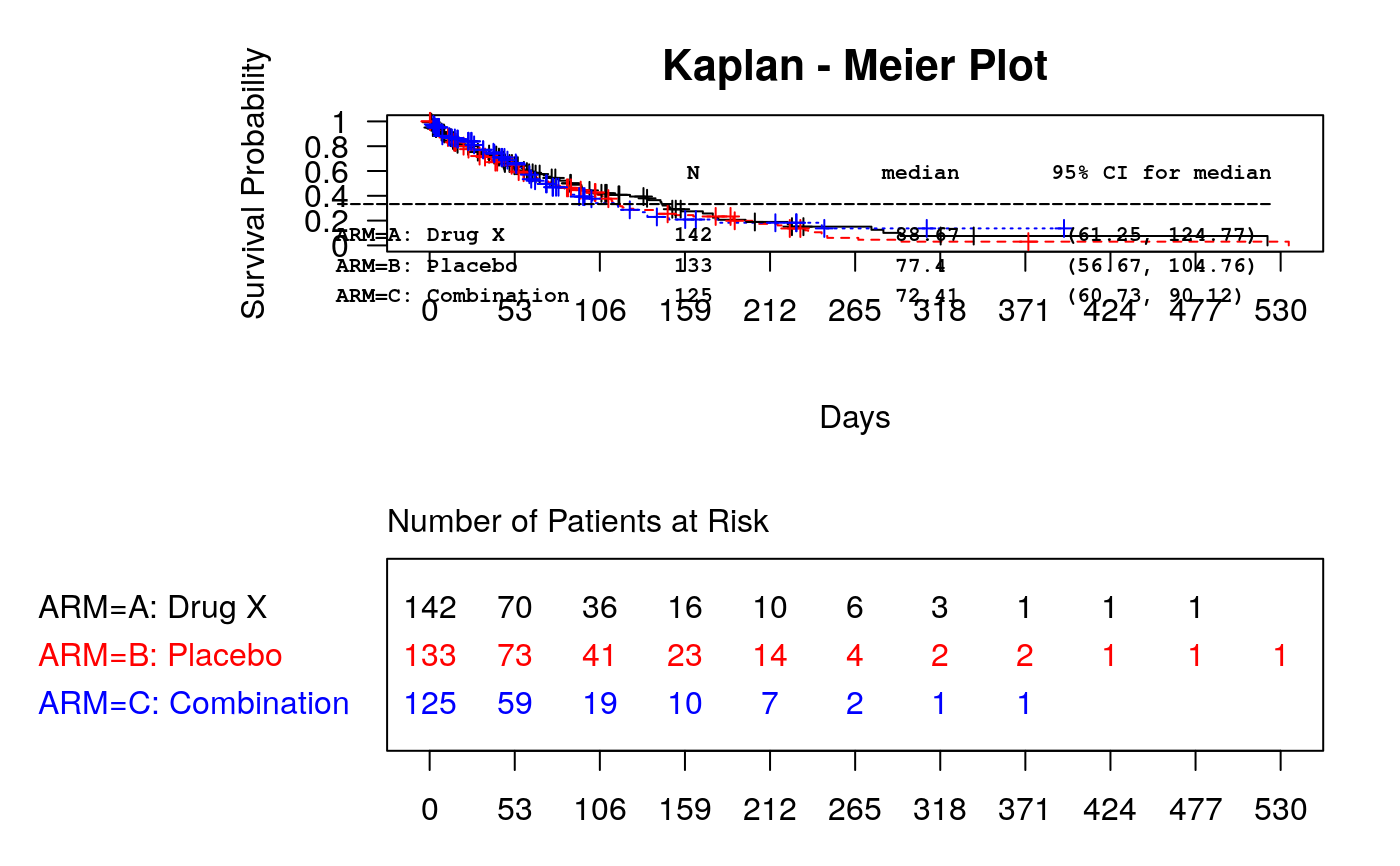 Kaplan - Meier Plot
Survival Probability
1
0.8
0.6
0.4
0.2
0
N median 95% CI for median
ARM=A: Drug X 142 88.67 (61.25, 124.77)
ARM=B: Placebo 133 77.4 (56.67, 104.76)
ARM=C: Combination 125 72.41 (60.73, 90.12)
0 53 106 159 212 265 318 371 424 477 530
Days
Number of Patients at Risk
ARM=A: Drug X 142 70 36 16 10 6 3 1 1 1
ARM=B: Placebo 133 73 41 23 14 4 2 2 1 1 1
ARM=C: Combination 125 59 19 10 7 2 1 1
0 53 106 159 212 265 318 371 424 477 530